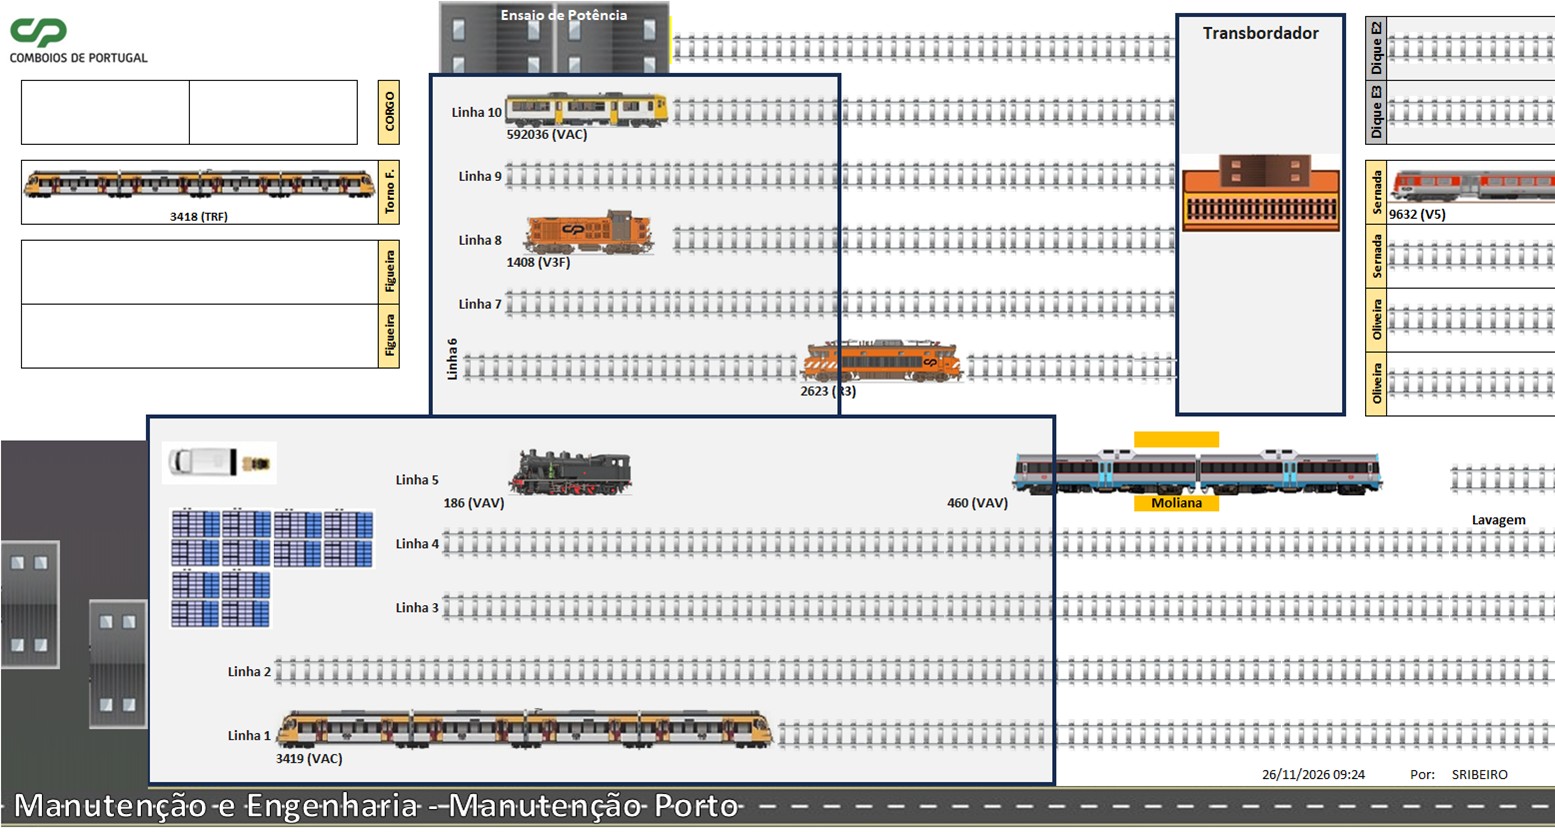 Ensaio de Potência
Transbordador
Dique E2
COMBOIOS DE PORTUGAL
CORGO
Linha 10
592036 (VAC)
Dique E3
Linha 9
Torno F.
3418 (TRF)
Sernada
9632 (V5)
Linha 8
1408 (V3F)
Sernada
Figueira
Linha 7
Oliveira
Figueira
Linha 6
2623 (R3)
Oliveira
Linha 5
186 (VAV)
460 (VAV)
Moliana
Lavagem
Linha 4
Linha 3
Linha 2
Linha 1
3419 (VAC)
26/11/2026 09:24 Por: SRIBEIRO
Manutenção e Engenharia - Manutenção Porto